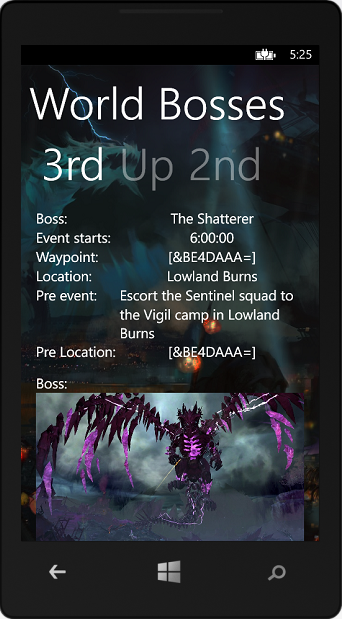 5:25
World Bosses
3rd Up 2nd
Boss: The Shatterer
Event starts: 6:00:00
Waypoint: [&BE4DAAA=]
Location: Lowland Burns
Pre event: Escort the Sentinel squad to
the Vigil camp in Lowland
Burns
Pre Location: [&BE4DAAA=]
Boss: